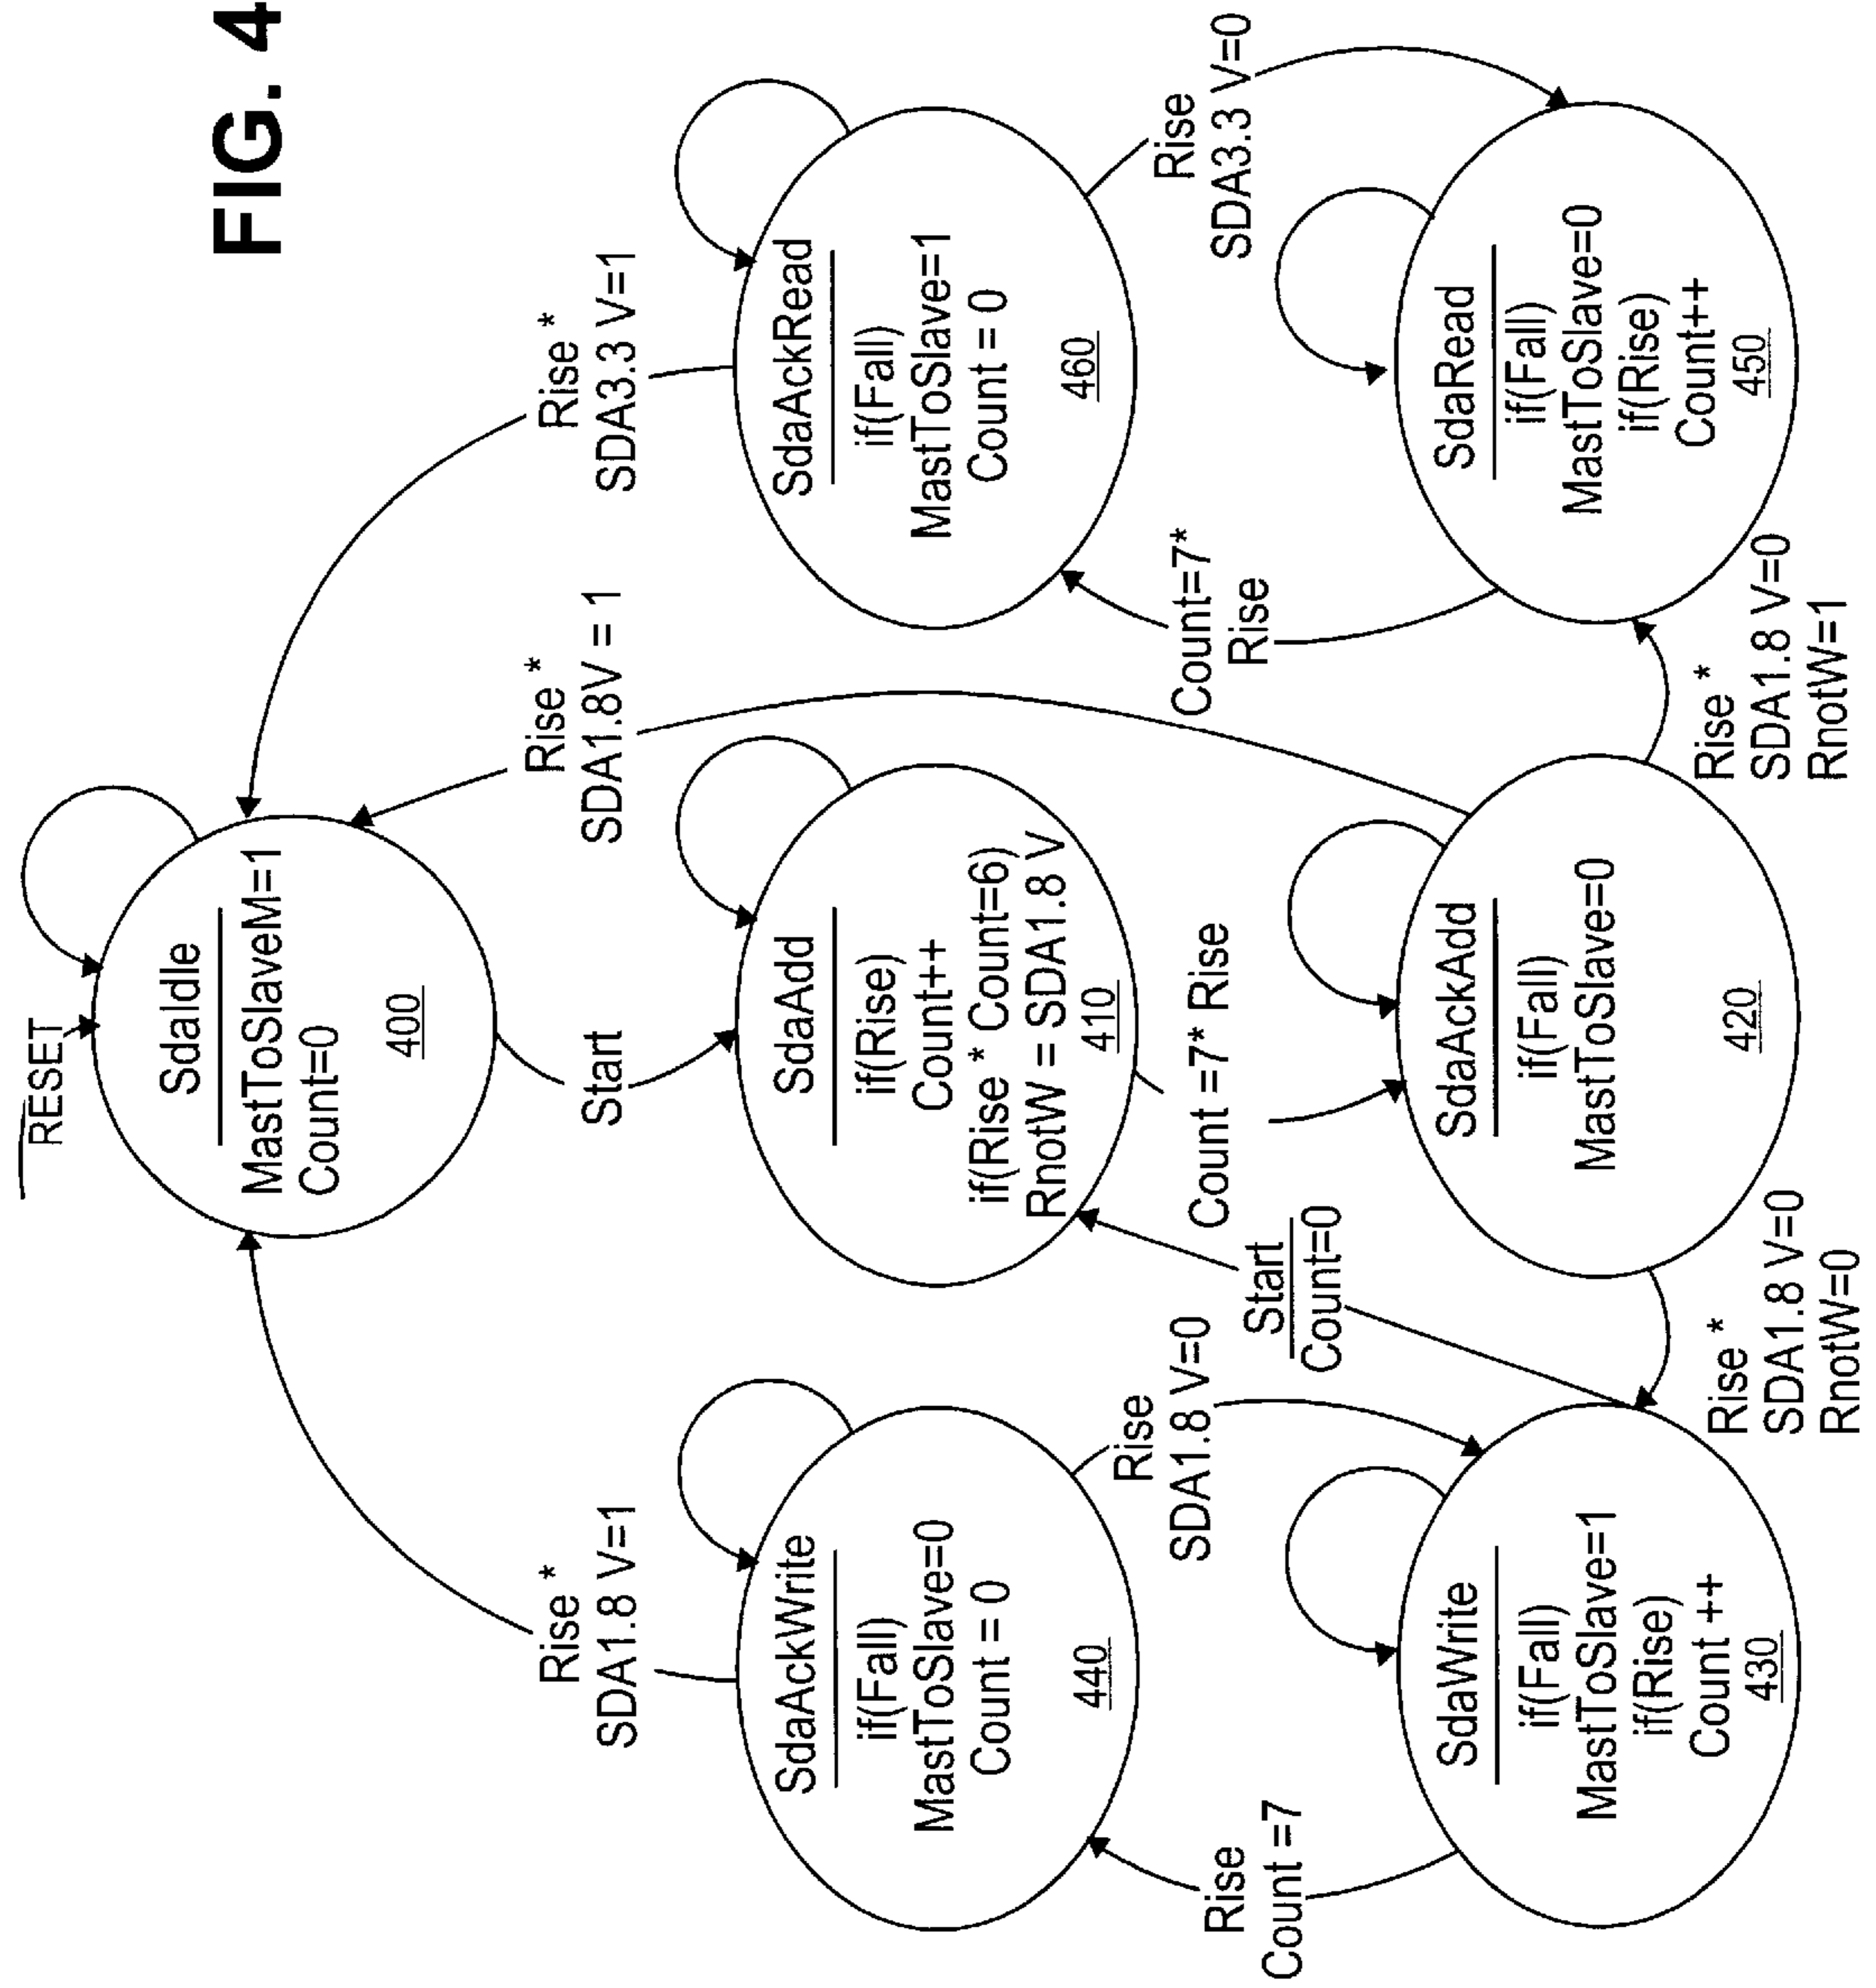 FIG. 4
RESET
SdaIdle
MastToSlaveM=1
Count=0
400
Start
Rise*
SDA1.8 V=1
Rise*
SDA1.8V = 1
Rise*
SDA3.3 V=1
SdaAckWrite
if(Fall)
MastToSlave=0
Count = 0
440
SdaAdd
if(Rise)
Count++
if(Rise * Count=6)
RnotW = SDA1.8 V
410
SdaAckRead
if(Fall)
MastToSlave=1
Count = 0
460
Rise
Count =7
Rise
SDA1.8 V=0
Start
Count=0
Count =7* Rise
Count=7*
Rise
Rise
SDA3.3 V=0
SdaWrite
if(Fall)
MastToSlave=1
if(Rise)
Count ++
430
SdaAckAdd
if(Fall)
MastToSlave=0
420
SdaRead
if(Fall)
MastToSlave=0
if(Rise)
Count++
450
Rise *
SDA1.8 V=0
RnotW=0
Rise *
SDA1.8 V=0
RnotW=1